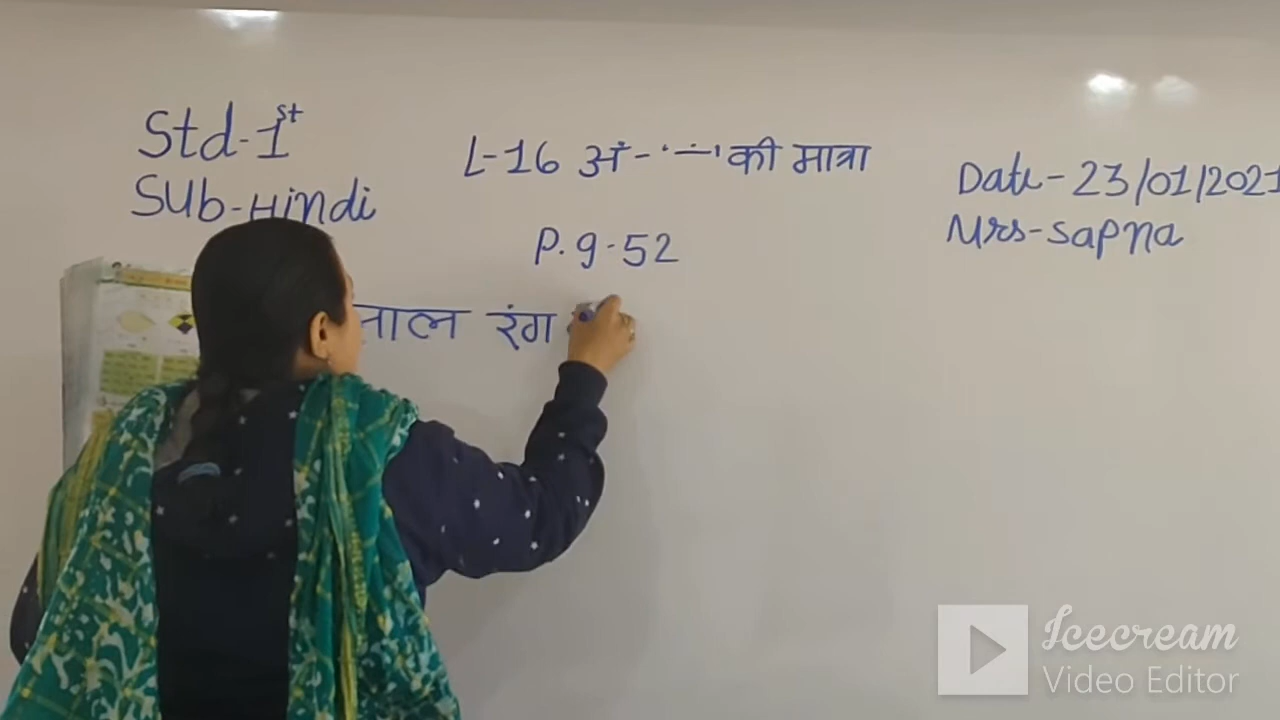 Std-1st
Sub-Hindi
L-16 अं-'—ं' की मात्रा
P.g-52
Date-23/01/2021
Mrs-sapna
लाल रंग
Icecream
Video Editor